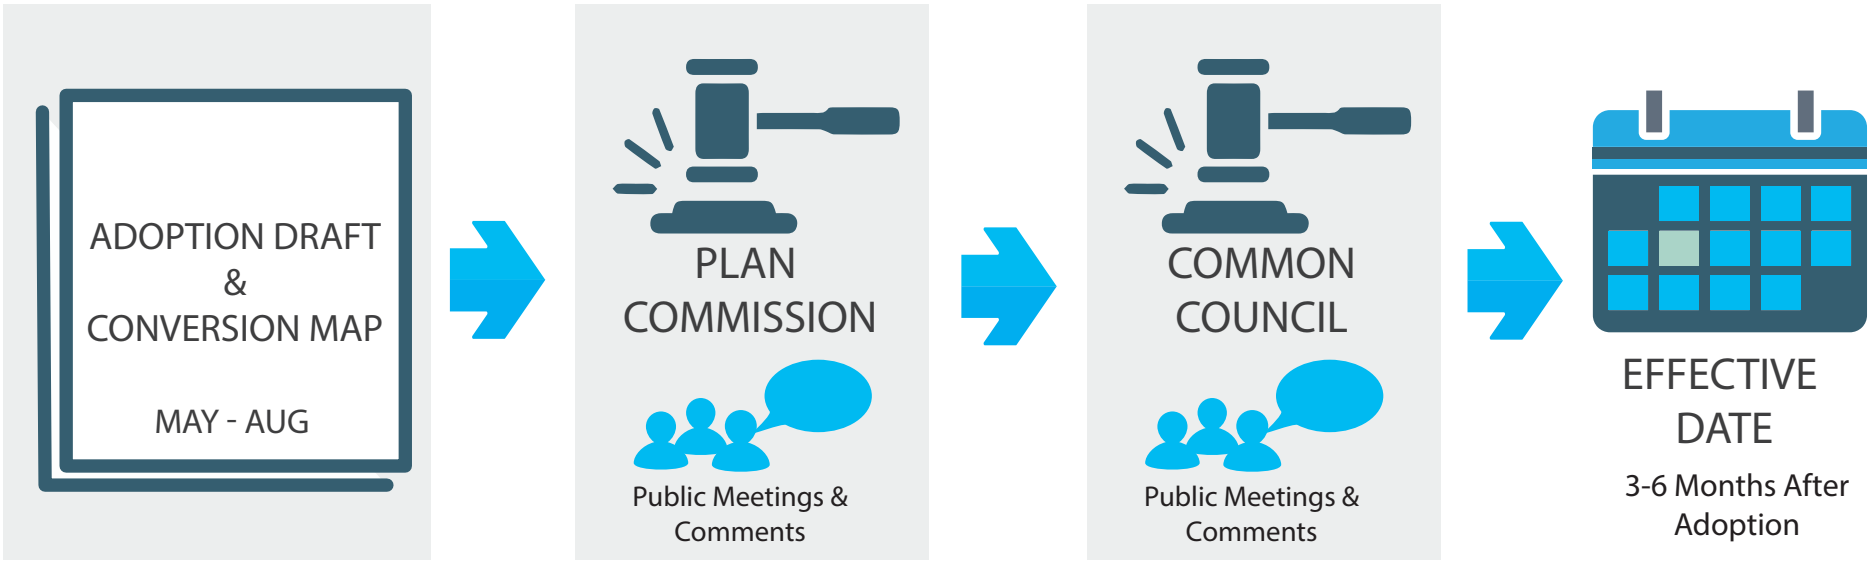 ADOPTION DRAFT
&
CONVERSION MAP
MAY - AUG
PLAN
COMMISSION
Public Meetings &
Comments
COMMON
COUNCIL
Public Meetings &
Comments
EFFECTIVE
DATE
3-6 Months After
Adoption